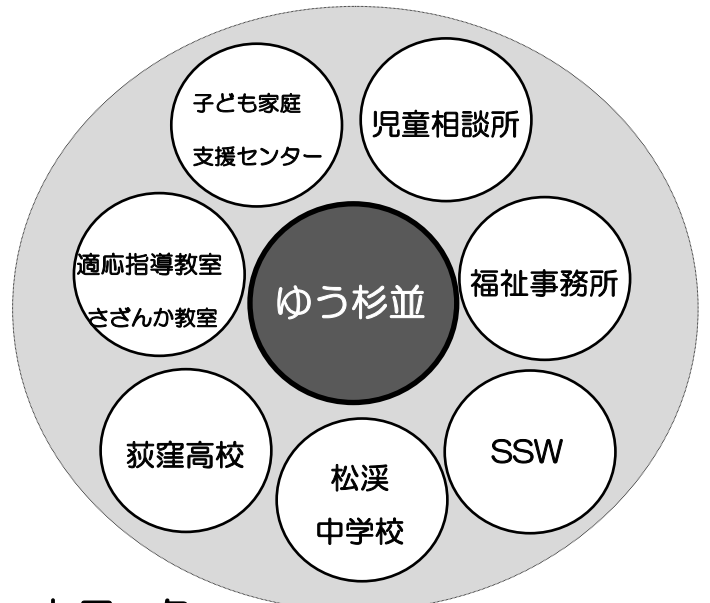 子ども家庭
支援センター
児童相談所
適応指導教室
さざんか教室
ゆう杉並
福祉事務所
荻窪高校
松渓
中学校
SSW